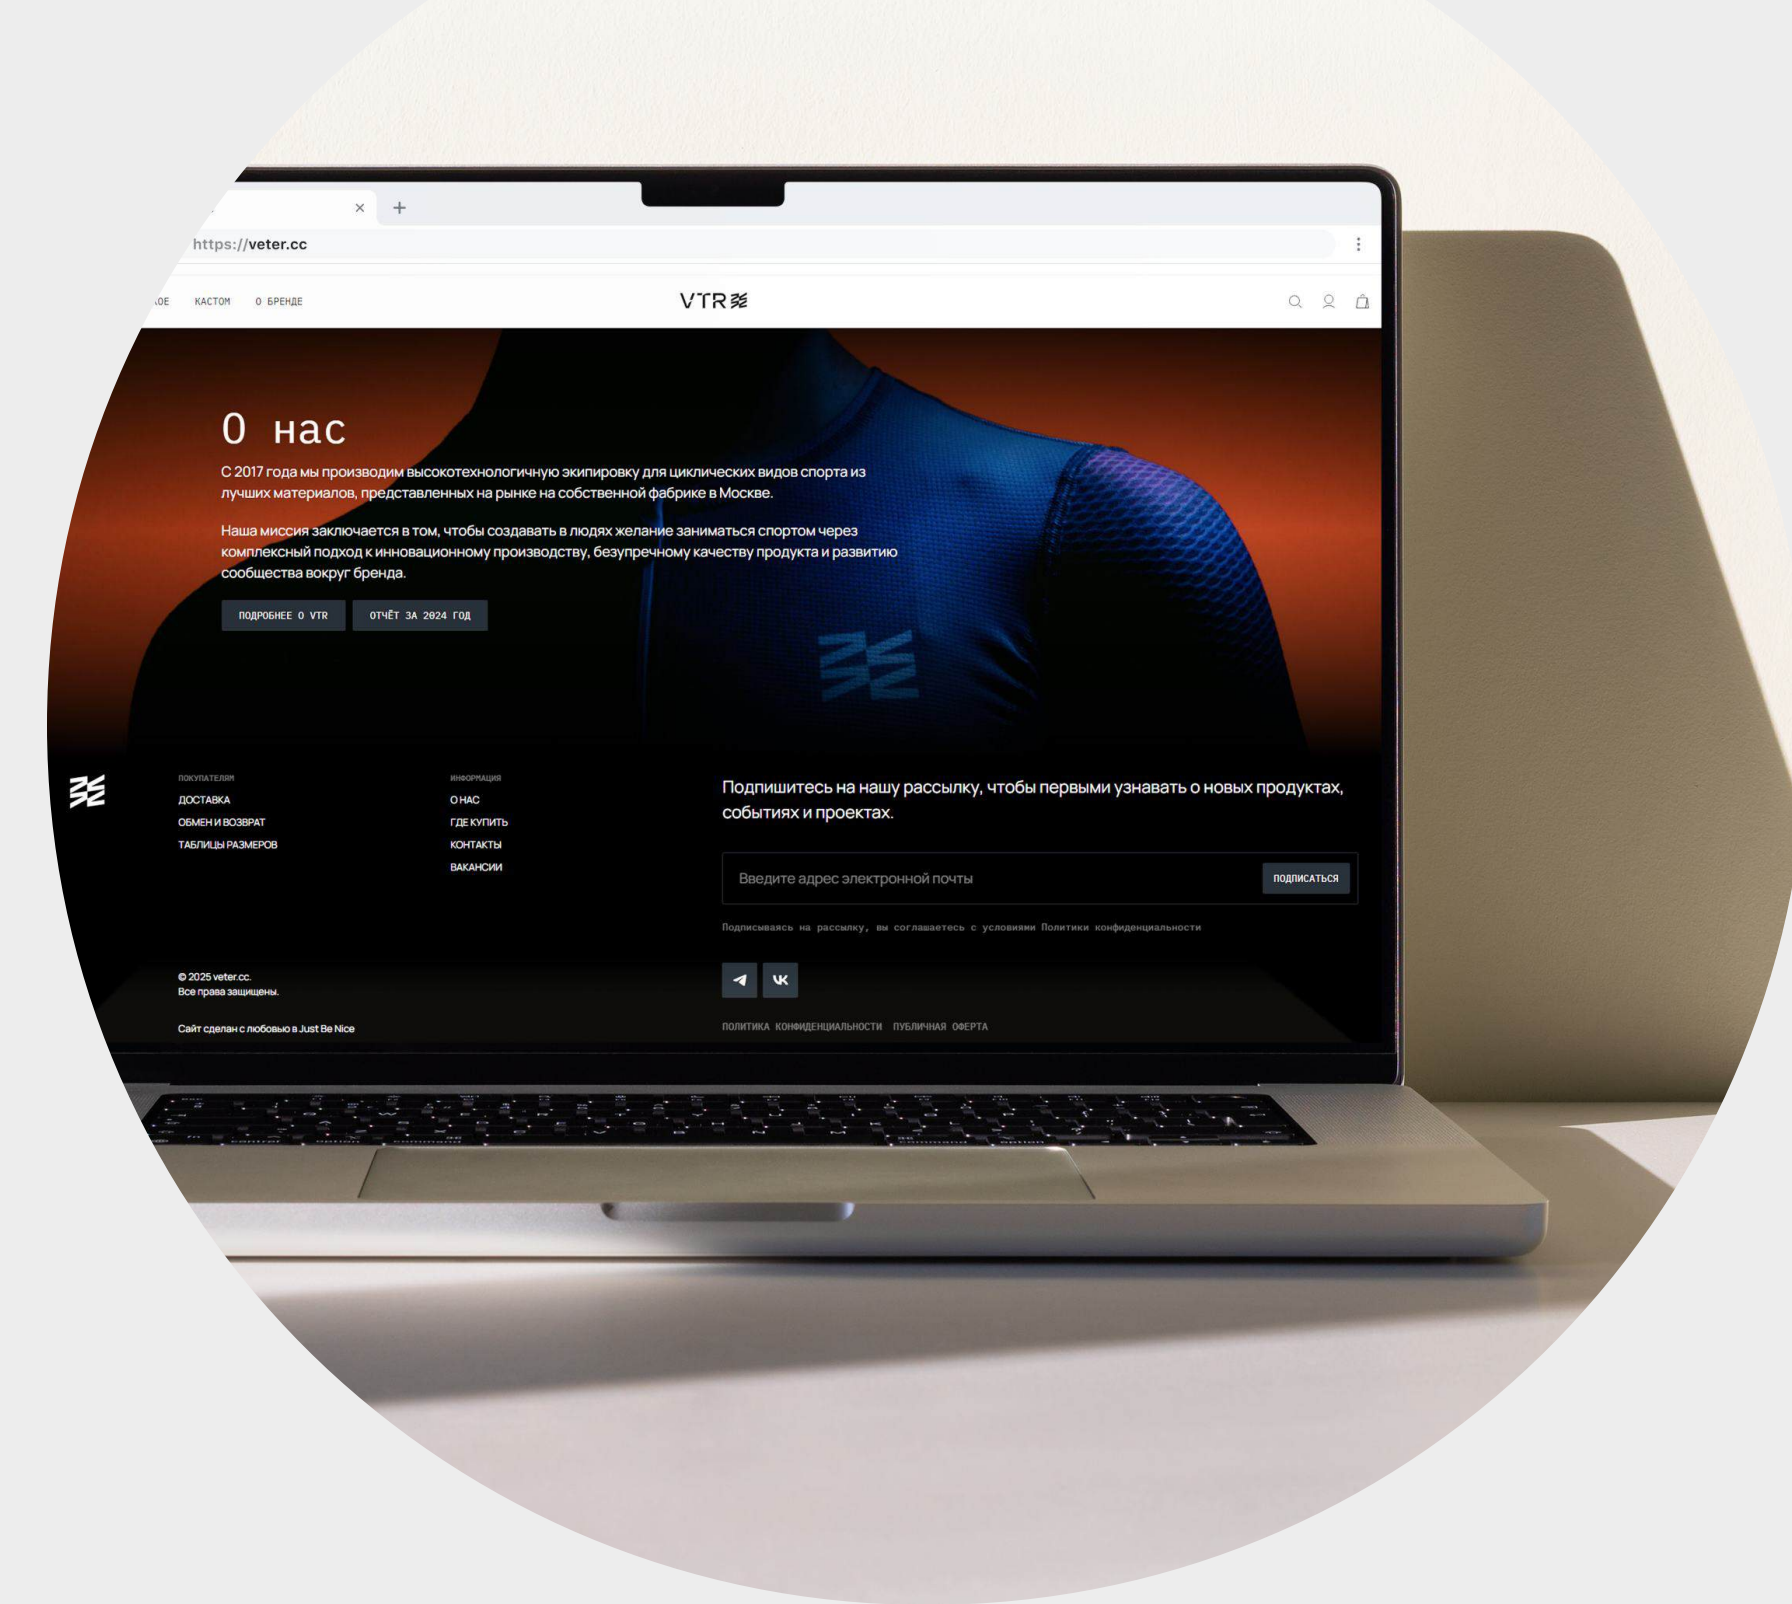 https://veter.cc
КАСТОМ
О БРЕНДЕ
VTR
О нас
С 2017 года мы производим высокотехнологичную экипировку для циклических видов спорта из
лучших материалов, представленных на рынке на собственной фабрике в Москве.
Наша миссия заключается в том, чтобы создавать в людях желание заниматься спортом через
комплексный подход к инновационному производству, безупречному качеству продукта и развитию
сообщества вокруг бренда.
ПОДРОБНЕЕ О VTR
ОТЧЁТ ЗА 2024 ГОД
ПОКУПАТЕЛЯМ
ДОСТАВКА
ОБМЕН И ВОЗВРАТ
ТАБЛИЦЫ РАЗМЕРОВ
ИНФОРМАЦИЯ
О НАС
ГДЕ КУПИТЬ
КОНТАКТЫ
ВАКАНСИИ
Подпишитесь на нашу рассылку, чтобы первыми узнавать о новых продуктах,
событиях и проектах.
Введите адрес электронной почты
ПОДПИСАТЬСЯ
Подписываясь на рассылку, вы соглашаетесь с условиями Политики конфиденциальности
© 2025 veter.cc.
Все права защищены.
Сайт сделан с любовью в Just Be Nice
ПОЛИТИКА КОНФИДЕНЦИАЛЬНОСТИ
ПУБЛИЧНАЯ ОФЕРТА